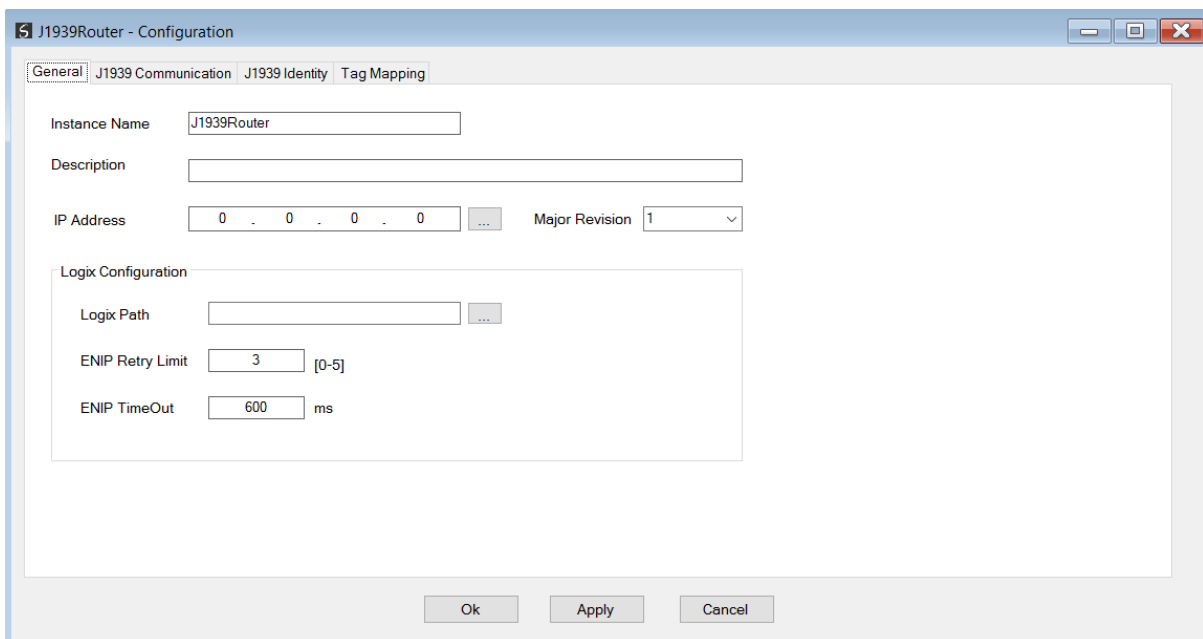 J1939Router - Configuration
General J1939 Communication J1939 Identity Tag Mapping
Instance Name J1939Router
Description
IP Address 0 . 0 . 0 . 0 ... Major Revision 1
Logix Configuration
Logix Path ...
ENIP Retry Limit 3 [0-5]
ENIP TimeOut 600 ms
Ok Apply Cancel